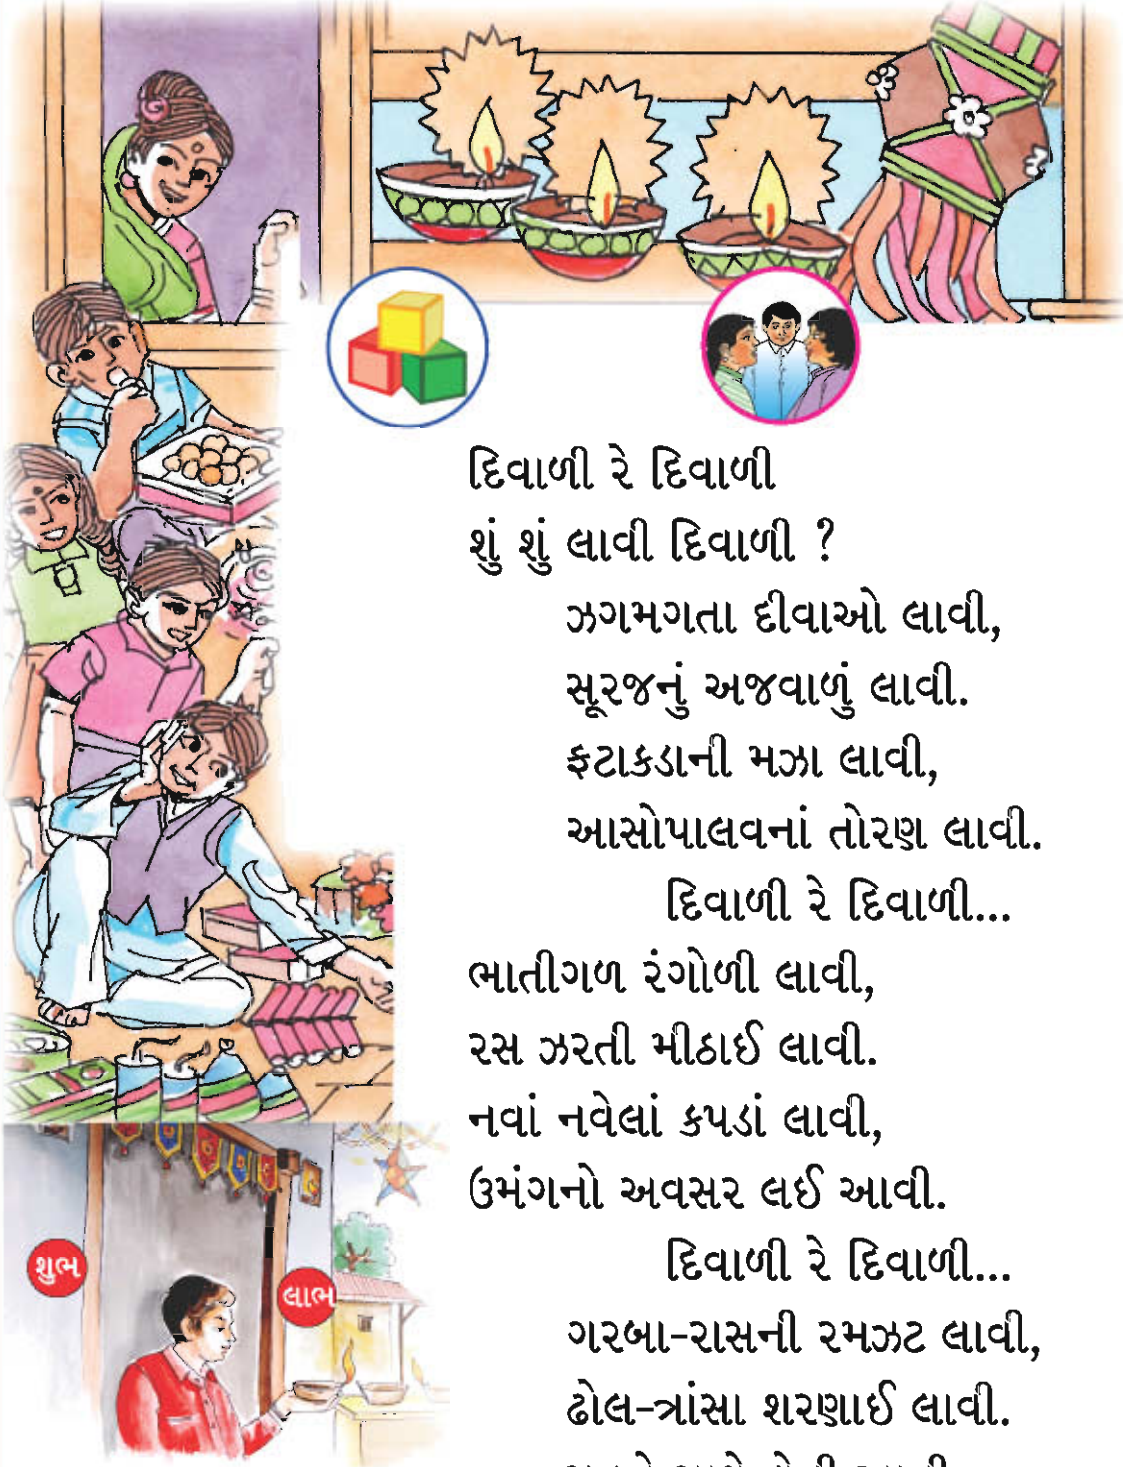 દિવાળી રે દિવાળી
શું શું લાવી દિવાળી ?
ઝગમગતા દીવાઓ લાવી,
સૂરજનું અજવાળું લાવી.
ફટાકડાની મઝા લાવી,
આસોપાલવનાં તોરણ લાવી.
દિવાળી રે દિવાળી...
ભાતીગળ રંગોળી લાવી,
રસ ઝરતી મીઠાઈ લાવી.
નવાં નવેલાં કપડાં લાવી,
ઉમંગનો અવસર લઈ આવી.
દિવાળી રે દિવાળી...
ગરબા-રાસની રમઝટ લાવી,
ઢોલ-ત્રાંસા શરણાઈ લાવી.
શુભ
લાભ